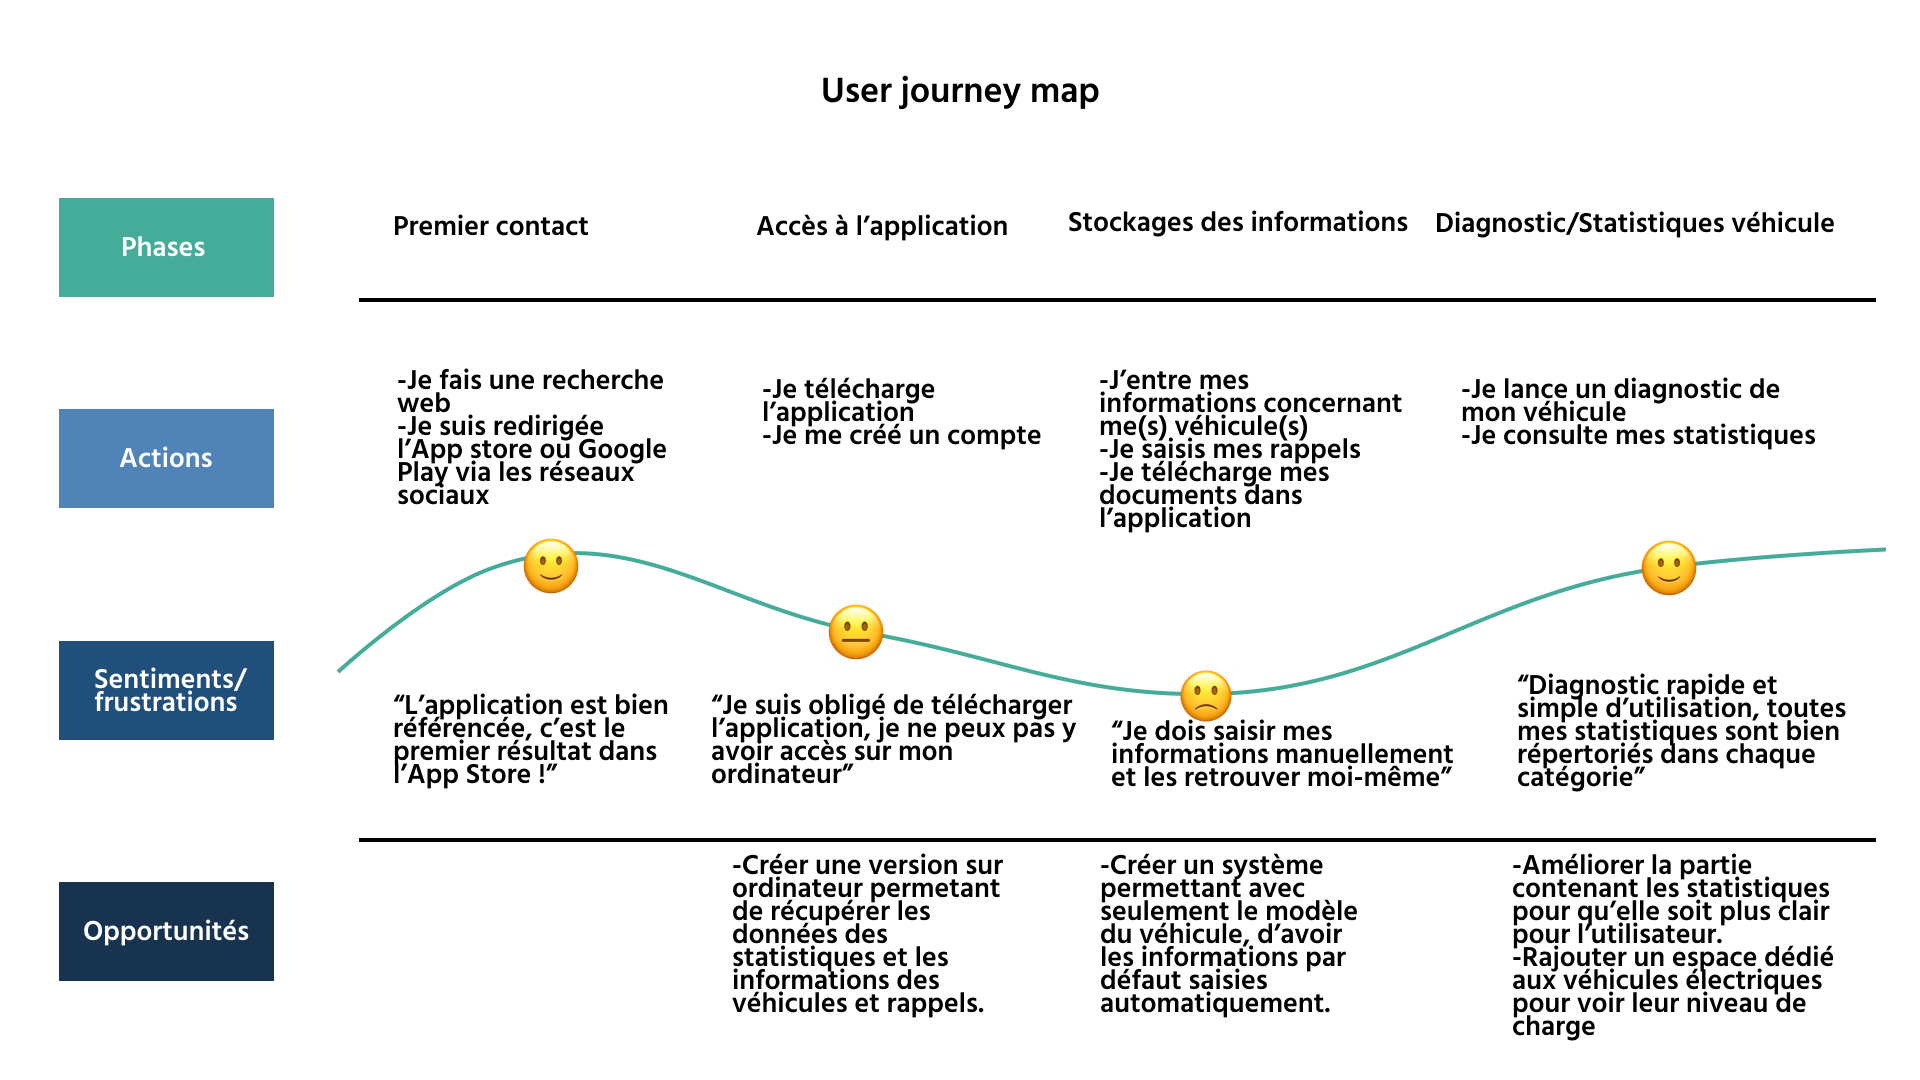 User journey map
Phases
Premier contact
Accès à l’application
Stockages des informations
Diagnostic/Statistiques véhicule
Actions
-Je fais une recherche
web
-Je suis redirigée
l’App store ou Google
Play via les réseaux
sociaux
-Je télécharge
l’application
-Je me créé un compte
-J’entre mes
informations concernant
me(s) véhicule(s)
-Je saisis mes rappels
-Je télécharge mes
documents dans
l’application
-Je lance un diagnostic de
mon véhicule
-Je consulte mes statistiques
Sentiments/
frustrations
“L’application est bien
référencée, c’est le
premier résultat dans
l’App Store !”
“Je suis obligé de télécharger
l’application, je ne peux pas y
avoir accès sur mon
ordinateur”
“Je dois saisir mes
informations manuellement
et les retrouver moi-même”
“Diagnostic rapide et
simple d’utilisation, toutes
mes statistiques sont bien
répertoriés dans chaque
catégorie”
Opportunités
-Créer une version sur
ordinateur permetant
de récupérer les
données des
statistiques et les
informations des
véhicules et rappels.
-Créer un système
permettant avec
seulement le modèle
du véhicule, d’avoir
les informations par
défaut saisies
automatiquement.
-Améliorer la partie
contenant les statistiques
pour qu’elle soit plus clair
pour l’utilisateur.
-Rajouter un espace dédié
aux véhicules électriques
pour voir leur niveau de
charge